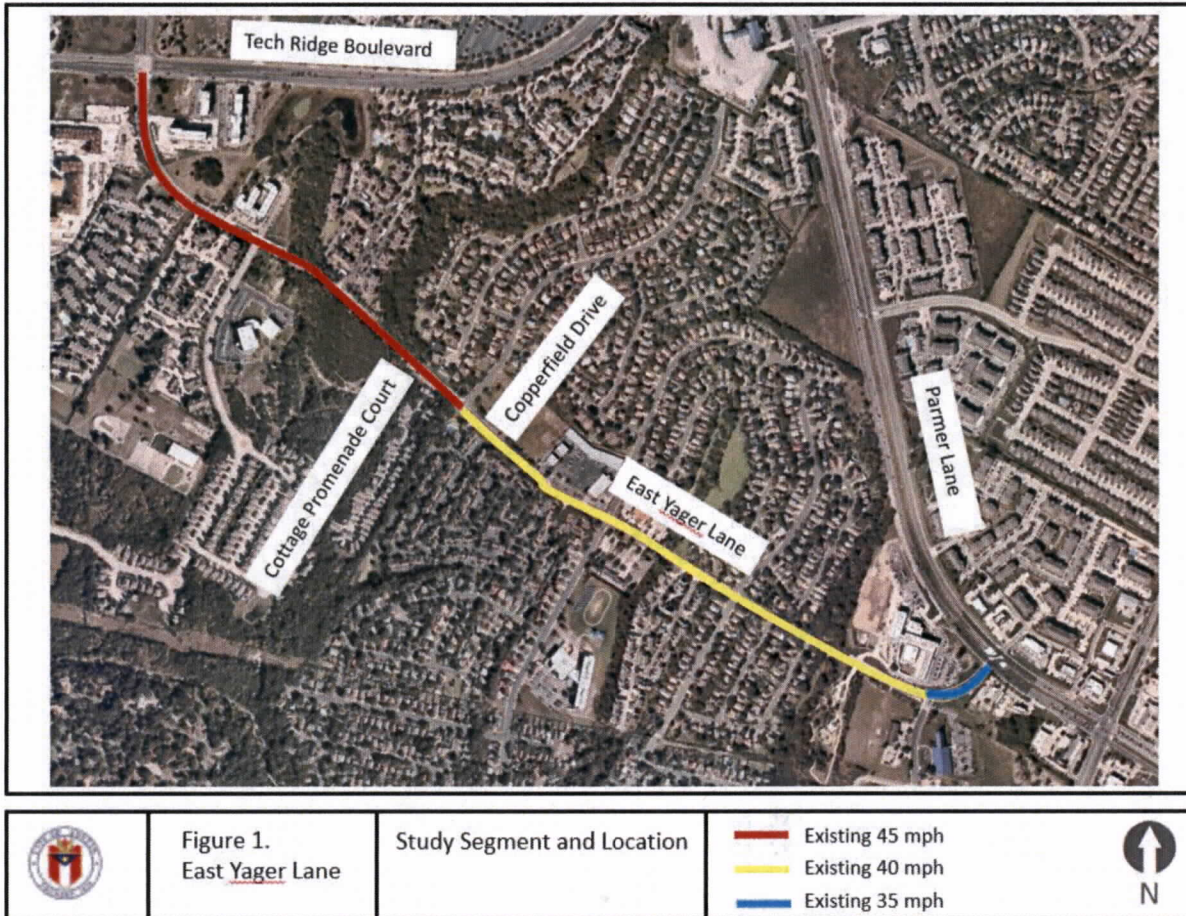 Tech Ridge Boulevard
Copperfield Drive
Cottage Promenade Court
East Yager Lane
Parmer Lane
Figure 1.
East Yager Lane
Study Segment and Location
Existing 45 mph
Existing 40 mph
Existing 35 mph
N